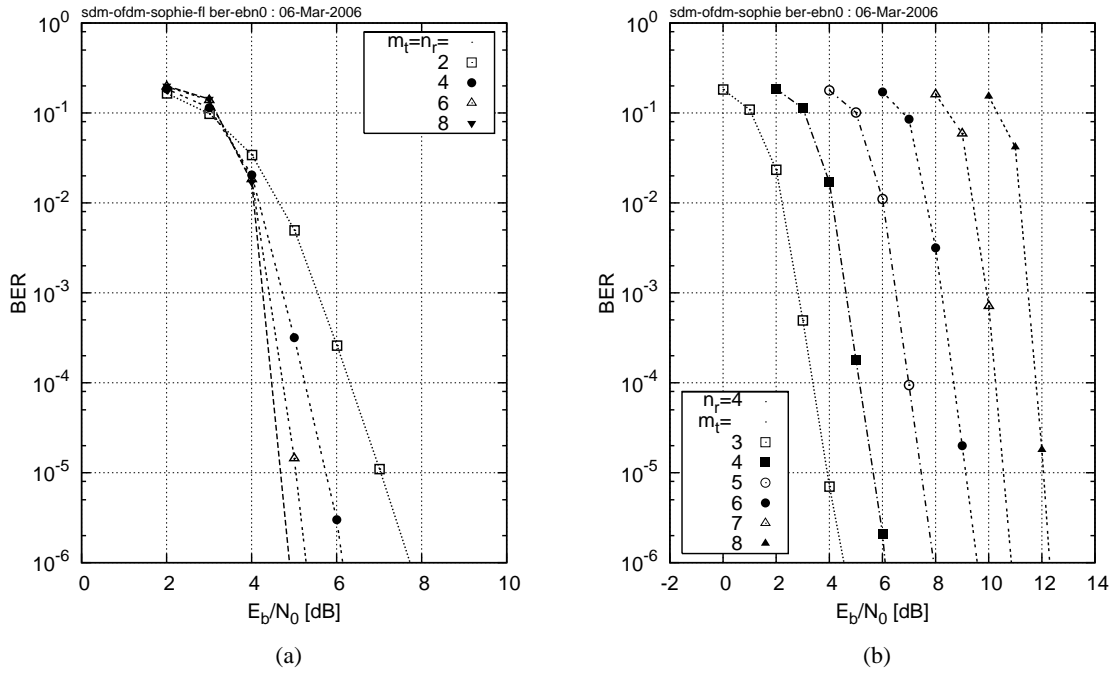 sdm-ofdm-sophie-fl ber-ebn0 : 06-Mar-2006
10^0
10^-1
10^-2
10^-3
10^-4
10^-5
10^-6
BER
m_t=n_r=
2
4
6
8
0 2 4 6 8 10
E_b/N_0 [dB]
(a)
sdm-ofdm-sophie ber-ebn0 : 06-Mar-2006
10^0
10^-1
10^-2
10^-3
10^-4
10^-5
10^-6
BER
n_r=4
m_t=
3
4
5
6
7
8
-2 0 2 4 6 8 10 12 14
E_b/N_0 [dB]
(b)